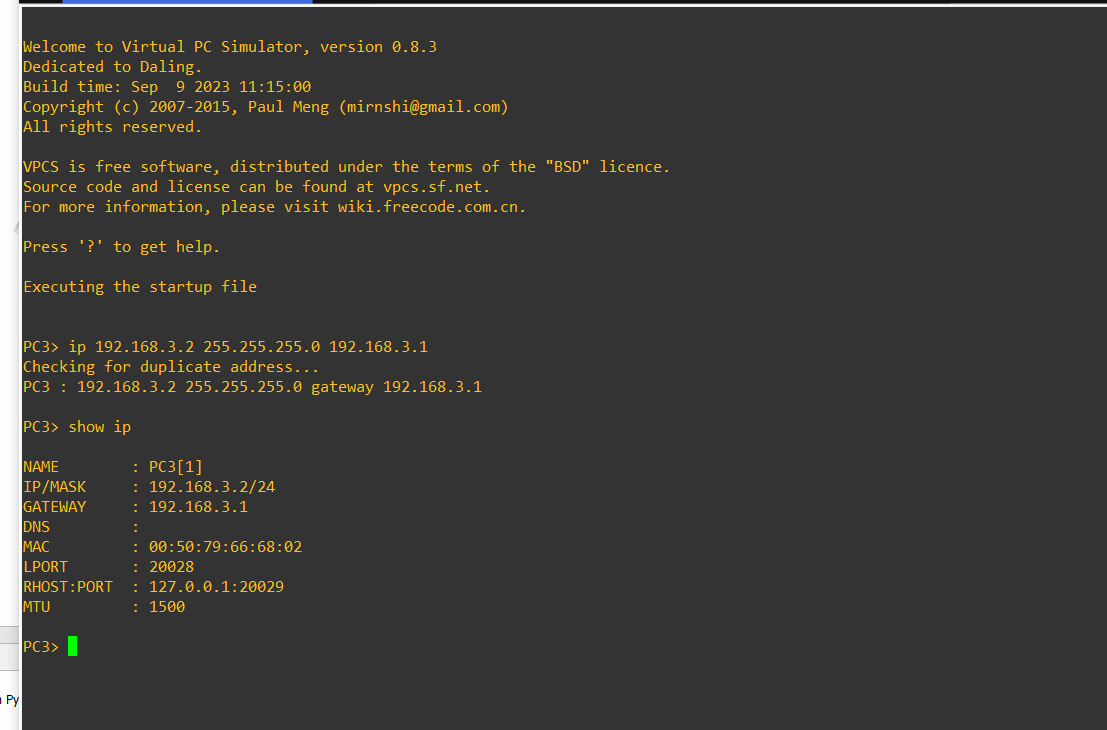 Welcome to Virtual PC Simulator, version 0.8.3
Dedicated to Daling.
Build time: Sep  9 2023 11:15:00
Copyright (c) 2007-2015, Paul Meng (mirnshi@gmail.com)
All rights reserved.
VPCS is free software, distributed under the terms of the "BSD" licence.
Source code and license can be found at vpcs.sf.net.
For more information, please visit wiki.freecode.com.cn.
Press '?' to get help.
Executing the startup file
PC3> ip 192.168.3.2 255.255.255.0 192.168.3.1
Checking for duplicate address...
PC3 : 192.168.3.2 255.255.255.0 gateway 192.168.3.1
PC3> show ip
NAME        : PC3[1]
IP/MASK     : 192.168.3.2/24
GATEWAY     : 192.168.3.1
DNS         :
MAC         : 00:50:79:66:68:02
LPORT       : 20028
RHOST:PORT  : 127.0.0.1:20029
MTU         : 1500
PC3>
Py